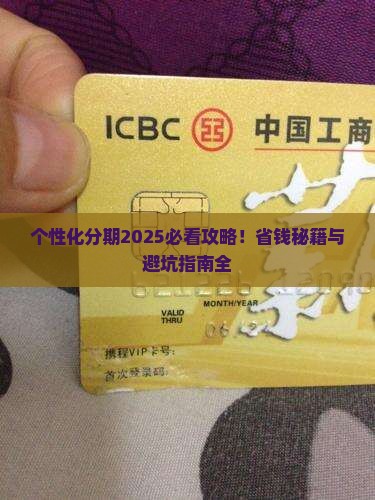 ICBC 中国工商
个性化分期2025必看攻略！省钱秘籍与
避坑指南全
MONTH/YEAR
VALID
THRU
携程VIP卡号:
首次登录码: